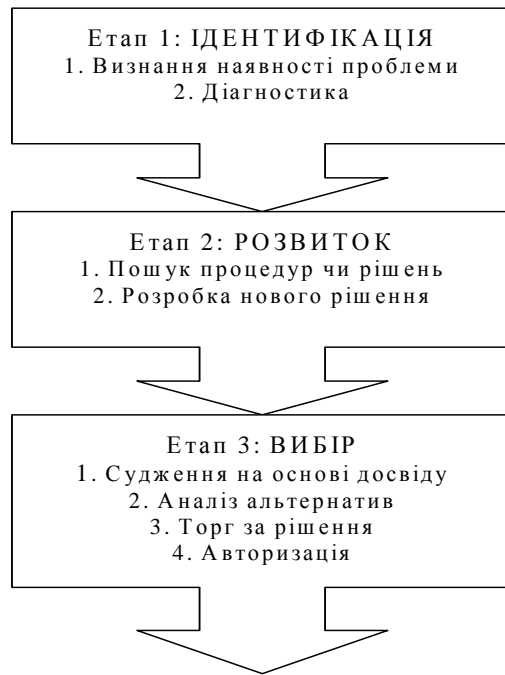 Етап 1: ІДЕНТИФІКАЦІЯ
1. Визнання наявності проблеми
2. Діагностика
Етап 2: РОЗВИТОК
1. Пошук процедур чи рішень
2. Розробка нового рішення
Етап 3: ВИБІР
1. Судження на основі досвіду
2. Аналіз альтернатив
3. Торг за рішення
4. Авторизація